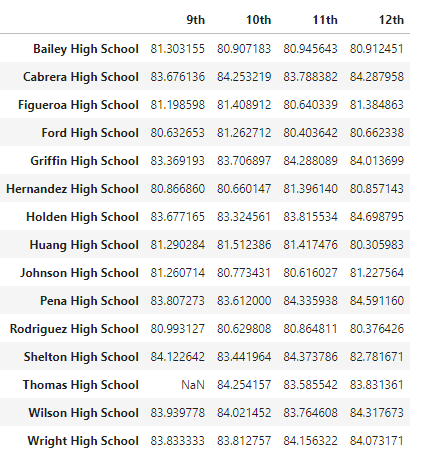 9th 10th 11th 12th
Bailey High School 81.303155 80.907183 80.945643 80.912451
Cabrera High School 83.676136 84.253219 83.788382 84.287958
Figueroa High School 81.198598 81.408912 80.640339 81.384863
Ford High School 80.632653 81.262712 80.403642 80.662338
Griffin High School 83.369193 83.706897 84.288089 84.013699
Hernandez High School 80.866860 80.660147 81.396140 80.857143
Holden High School 83.677165 83.324561 83.815534 84.698795
Huang High School 81.290284 81.512386 81.417476 80.305983
Johnson High School 81.260714 80.773431 80.616027 81.227564
Pena High School 83.807273 83.612000 84.335938 84.591160
Rodriguez High School 80.993127 80.629808 80.864811 80.376426
Shelton High School 84.122642 83.441964 84.373786 82.781671
Thomas High School NaN 84.254157 83.585542 83.831361
Wilson High School 83.939778 84.021452 83.764608 84.317673
Wright High School 83.833333 83.812757 84.156322 84.073171